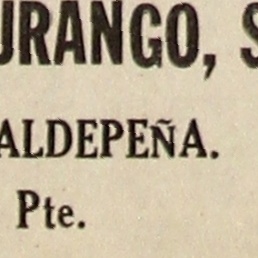 URANGO, S
ALDEPEÑA.
Pte.